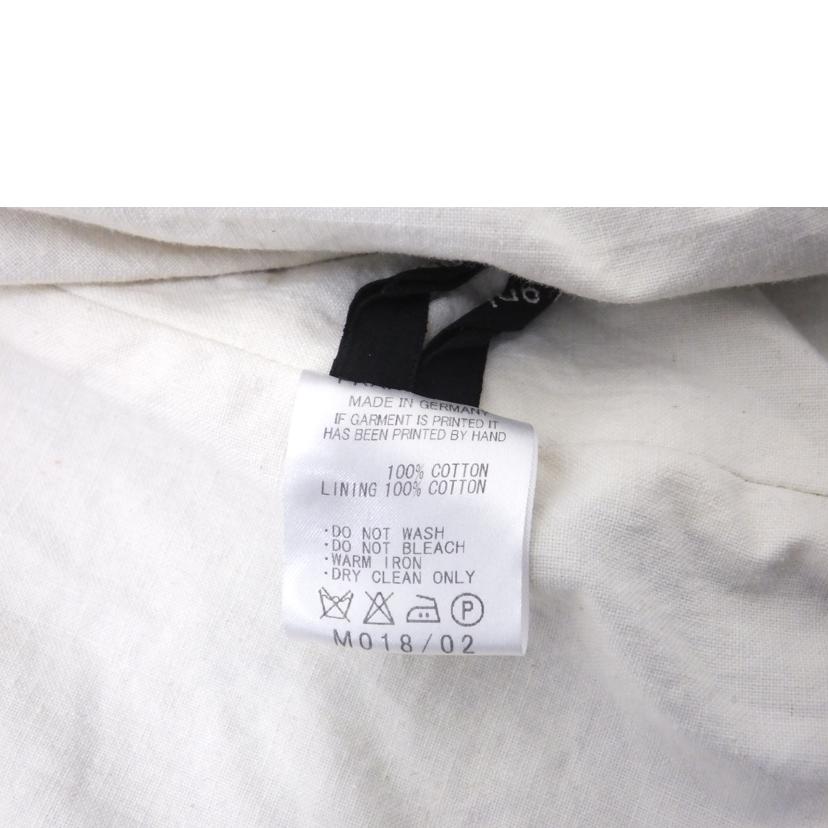 MADE IN GERMANY
IF GARMENT IS PRINTED IT
HAS BEEN PRINTED BY HAND
100% COTTON
LINING 100% COTTON
·DO NOT WASH
·DO NOT BLEACH
·WARM IRON
·DRY CLEAN ONLY
P
M018/02